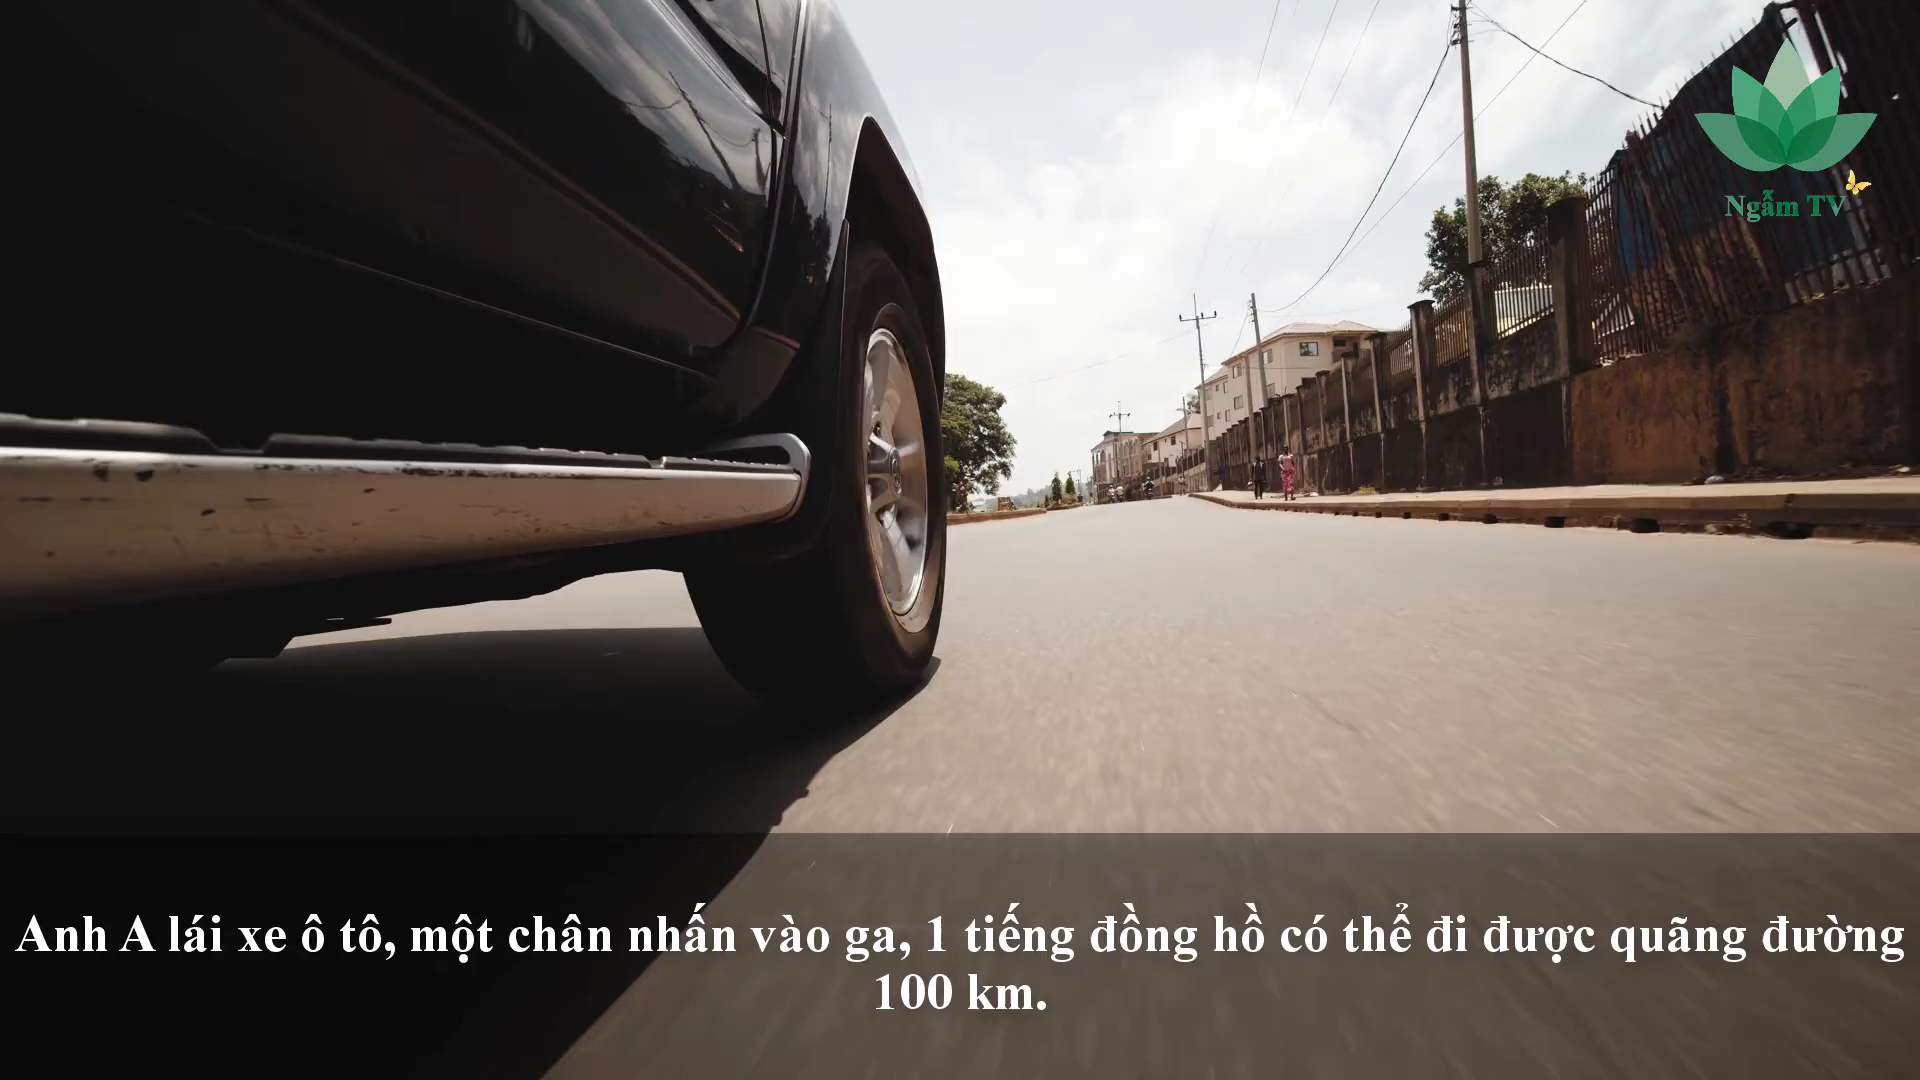 Ngẫm TV
Anh A lái xe ô tô, một chân nhấn vào ga, 1 tiếng đồng hồ có thể đi được quãng đường
100 km.